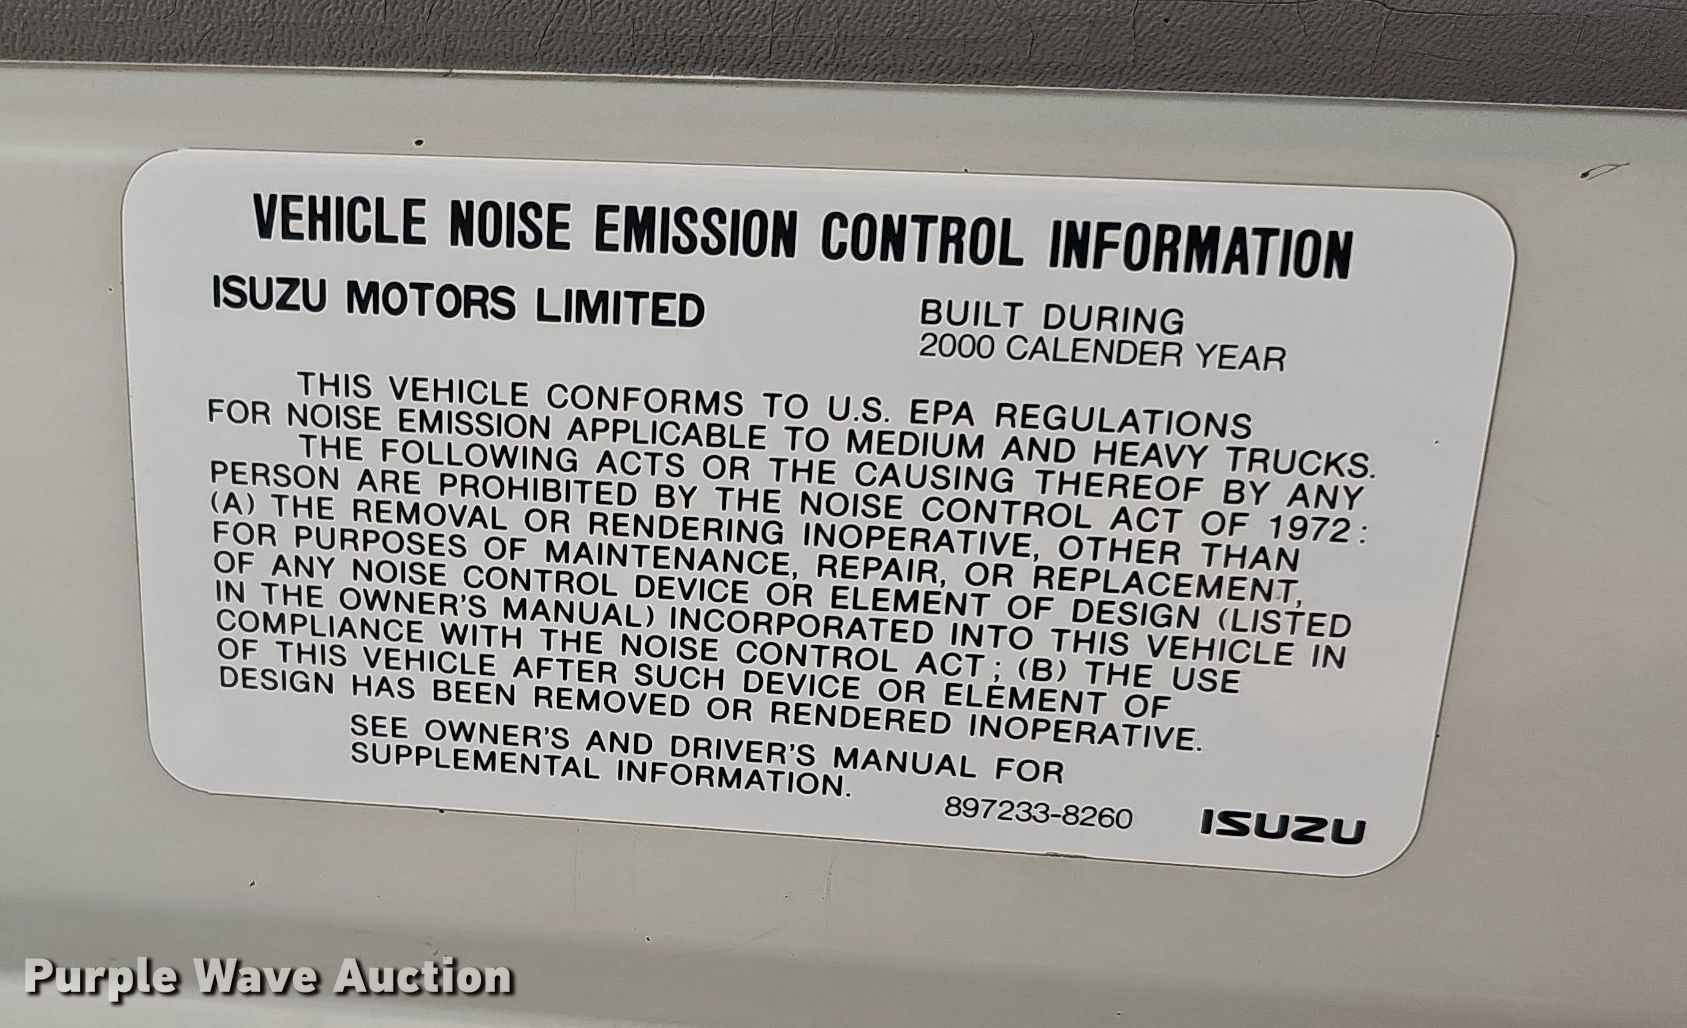 VEHICLE NOISE EMISSION CONTROL INFORMATION
ISUZU MOTORS LIMITED
BUILT DURING
2000 CALENDER YEAR
THIS VEHICLE CONFORMS TO U.S. EPA REGULATIONS
FOR NOISE EMISSION APPLICABLE TO MEDIUM AND HEAVY TRUCKS.
THE FOLLOWING ACTS OR THE CAUSING THEREOF BY ANY
PERSON ARE PROHIBITED BY THE NOISE CONTROL ACT OF 1972:
(A) THE REMOVAL OR RENDERING INOPERATIVE, OTHER THAN
FOR PURPOSES OF MAINTENANCE, REPAIR, OR REPLACEMENT,
OF ANY NOISE CONTROL DEVICE OR ELEMENT OF DESIGN (LISTED
IN THE OWNER'S MANUAL) INCORPORATED INTO THIS VEHICLE IN
COMPLIANCE WITH THE NOISE CONTROL ACT; (B) THE USE
OF THIS VEHICLE AFTER SUCH DEVICE OR ELEMENT OF
DESIGN HAS BEEN REMOVED OR RENDERED INOPERATIVE.
SEE OWNER'S AND DRIVER'S MANUAL FOR
SUPPLEMENTAL INFORMATION.
897233-8260
ISUZU
Purple Wave Auction